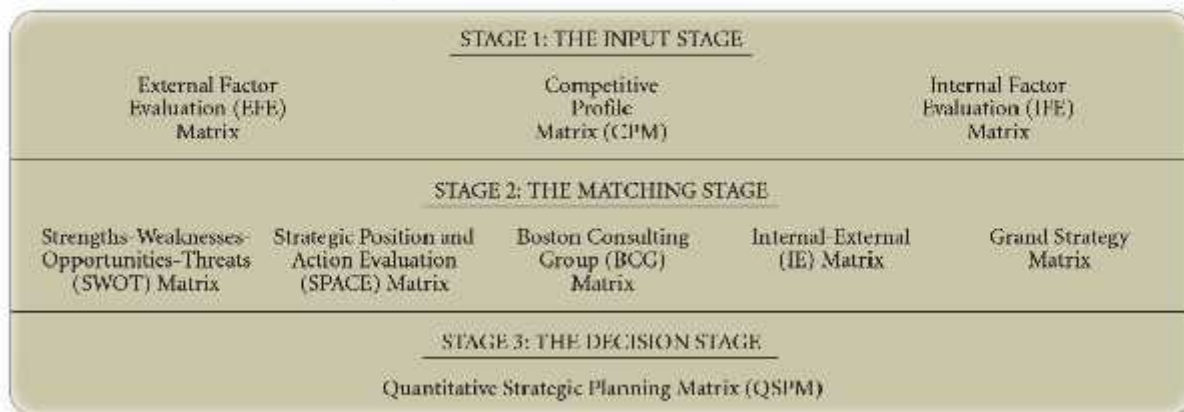 STAGE 1: THE INPUT STAGE
External Factor
Evaluation (EFE)
Matrix
Competitive
Profile
Matrix (CPM)
Internal Factor
Evaluation (IFE)
Matrix
STAGE 2: THE MATCHING STAGE
Strengths-Weaknesses-
Opportunities-Threats
(SWOT) Matrix
Strategic Position and
Action Evaluation
(SPACE) Matrix
Boston Consulting
Group (BCG)
Matrix
Internal-External
(IE) Matrix
Grand Strategy
Matrix
STAGE 3: THE DECISION STAGE
Quantitative Strategic Planning Matrix (QSPM)